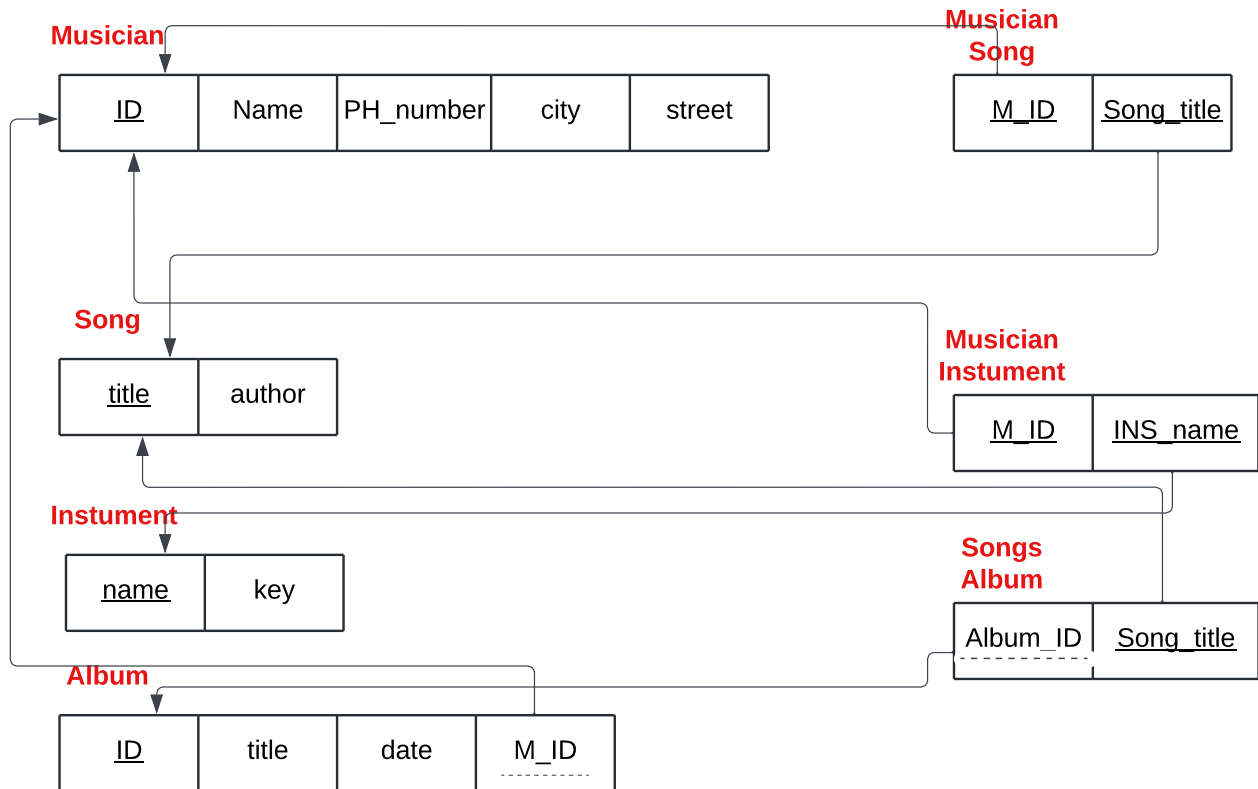 Musician
ID Name PH_number city street
Musician
Song
M_ID Song_title
Song
title author
Musician
Instument
M_ID INS_name
Instument
name key
Songs
Album
Album_ID Song_title
Album
ID title date M_ID